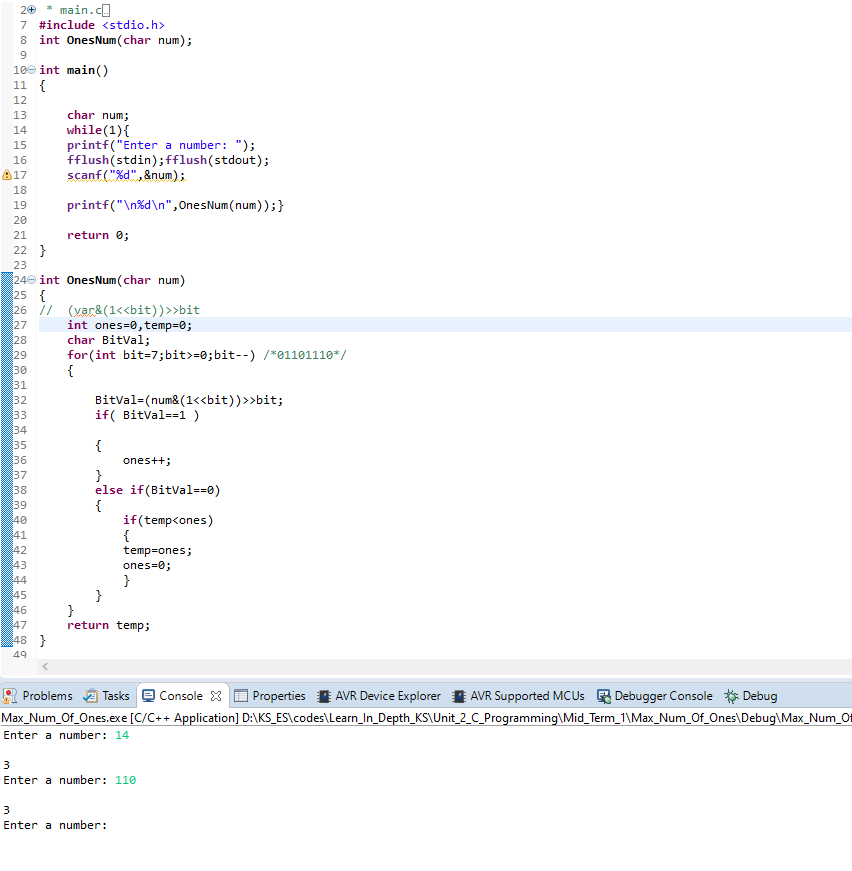 2 * main.c
7 #include <stdio.h>
8 int OnesNum(char num);
9
10 int main()
11 {
12
13 char num;
14 while(1){
15 printf("Enter a number: ");
16 fflush(stdin);fflush(stdout);
17 scanf("%d",&num);
18
19 printf("\n%d\n",OnesNum(num));}
20
21 return 0;
22 }
23
24 int OnesNum(char num)
25 {
26 // (var&(1<<bit))>>bit
27 int ones=0,temp=0;
28 char BitVal;
29 for(int bit=7;bit>=0;bit--) /*01101110*/
30 {
31
32 BitVal=(num&(1<<bit))>>bit;
33 if( BitVal==1 )
34
35 {
36 ones++;
37 }
38 else if(BitVal==0)
39 {
40 if(temp<ones)
41 {
42 temp=ones;
43 ones=0;
44 }
45 }
46 }
47 return temp;
48 }
49
Problems Tasks Console Properties AVR Device Explorer AVR Supported MCUs Debugger Console Debug
Max_Num_Of_Ones.exe [C/C++ Application] D:\KS_ES\codes\Learn_In_Depth_KS\Unit_2_C_Programming\Mid_Term_1\Max_Num_Of_Ones\Debug\Max_Num_Of
Enter a number: 14
3
Enter a number: 110
3
Enter a number: